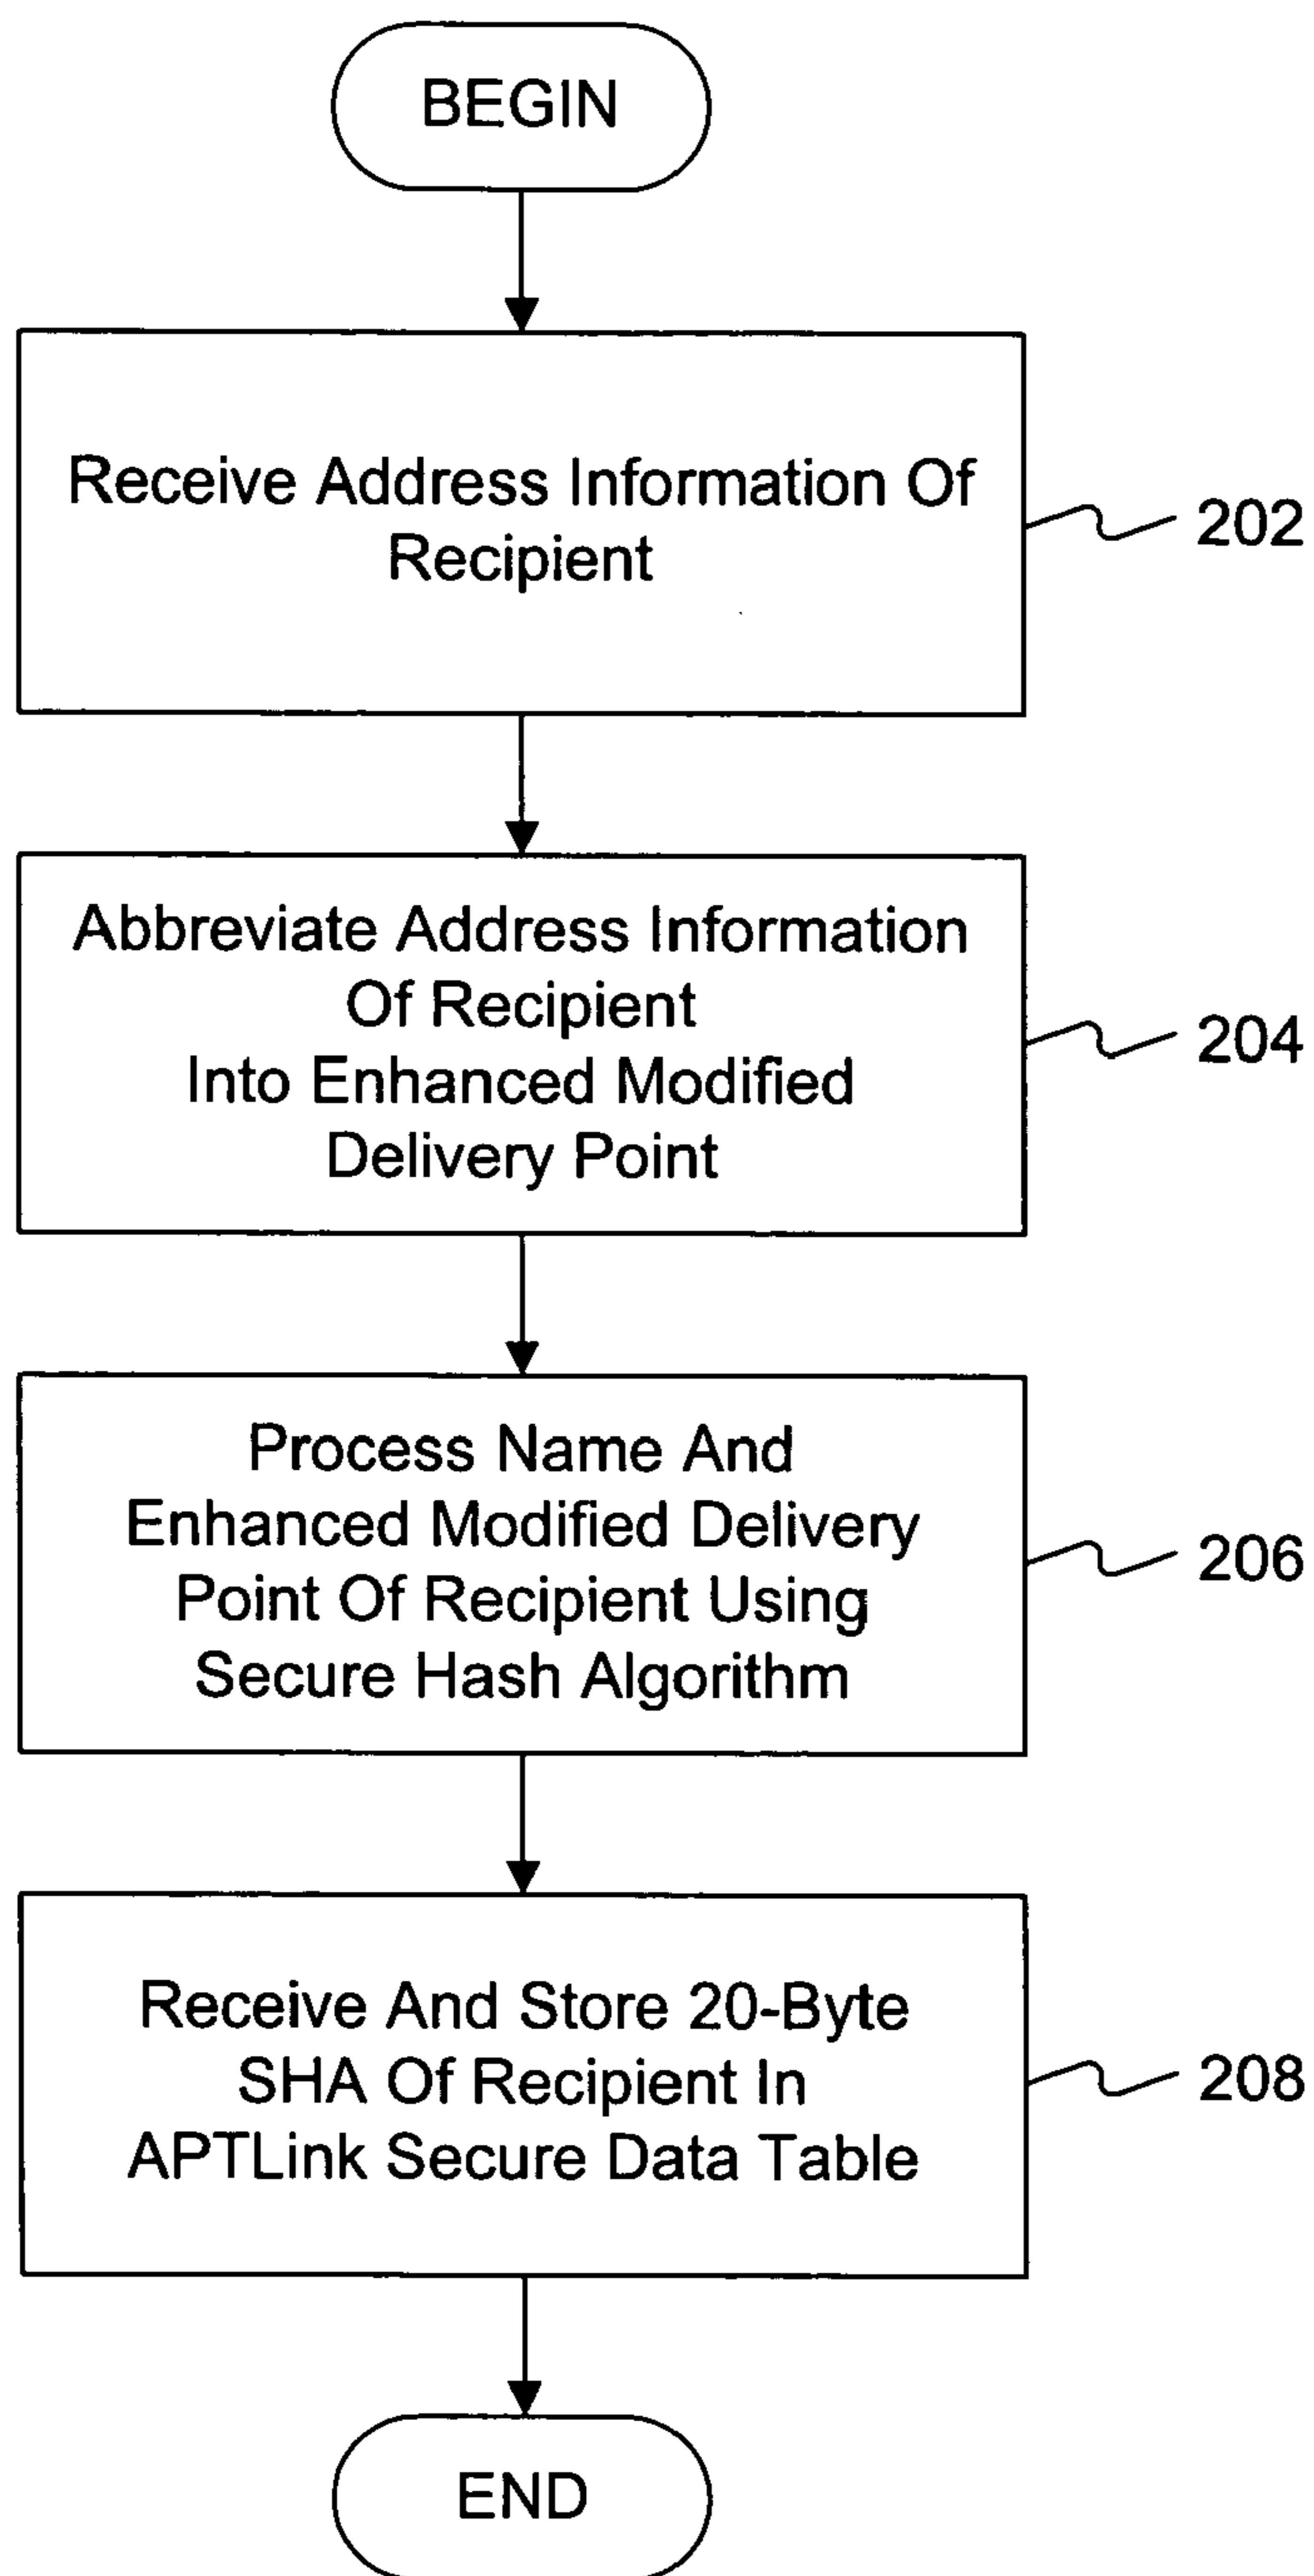 BEGIN
Receive Address Information Of
Recipient
202
Abbreviate Address Information
Of Recipient
Into Enhanced Modified
Delivery Point
204
Process Name And
Enhanced Modified Delivery
Point Of Recipient Using
Secure Hash Algorithm
206
Receive And Store 20-Byte
SHA Of Recipient In
APTLink Secure Data Table
208
END